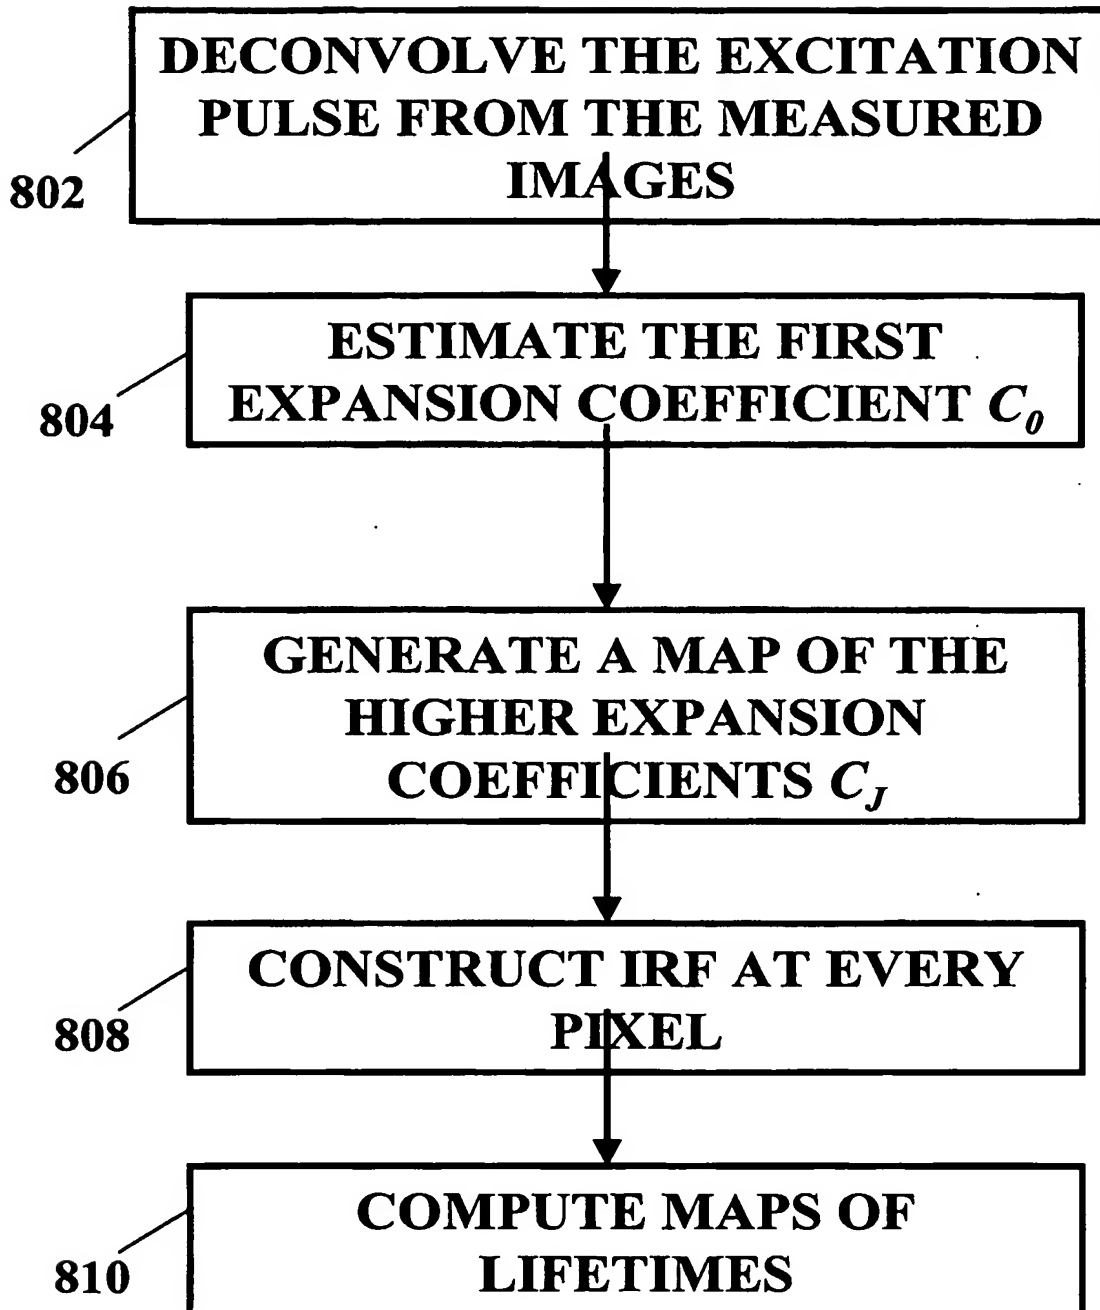 DECONVOLVE THE EXCITATION
PULSE FROM THE MEASURED
IMAGES
802
ESTIMATE THE FIRST
EXPANSION COEFFICIENT C₀
804
GENERATE A MAP OF THE
HIGHER EXPANSION
COEFFICIENTS C_J
806
CONSTRUCT IRF AT EVERY
PIXEL
808
COMPUTE MAPS OF
LIFETIMES
810